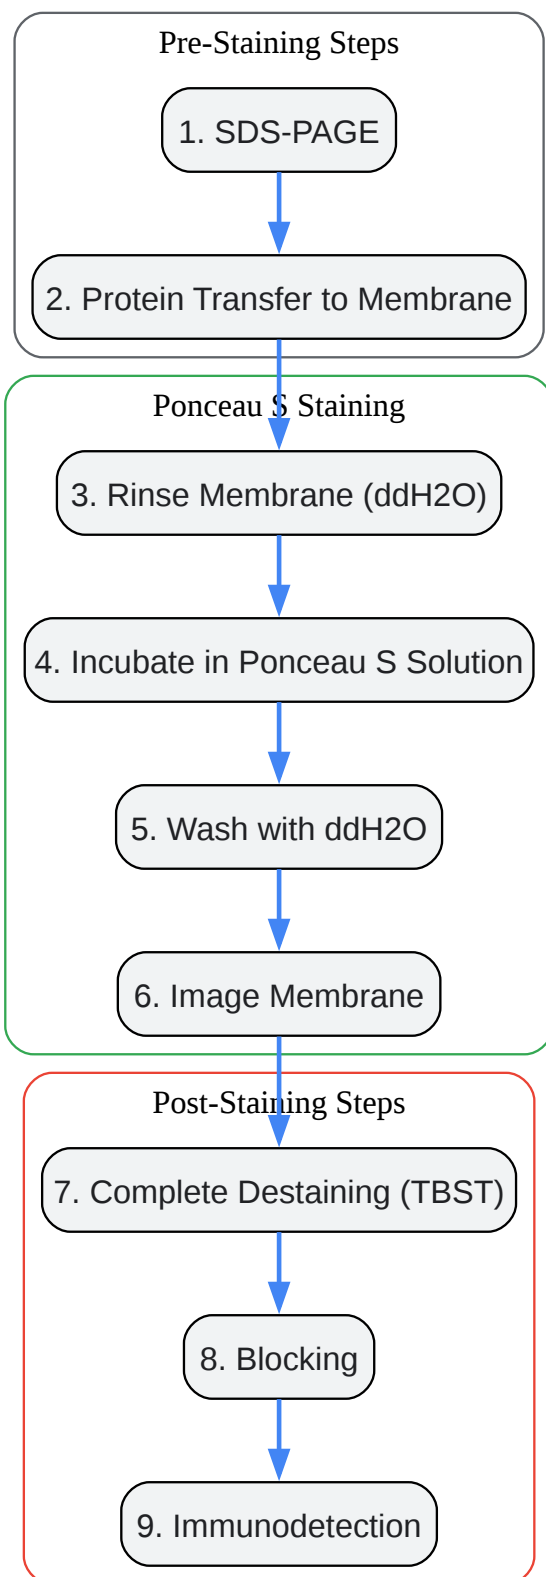 Pre-Staining Steps
1. SDS-PAGE
2. Protein Transfer to Membrane
Ponceau S Staining
3. Rinse Membrane (ddH2O)
4. Incubate in Ponceau S Solution
5. Wash with ddH2O
6. Image Membrane
Post-Staining Steps
7. Complete Destaining (TBST)
8. Blocking
9. Immunodetection